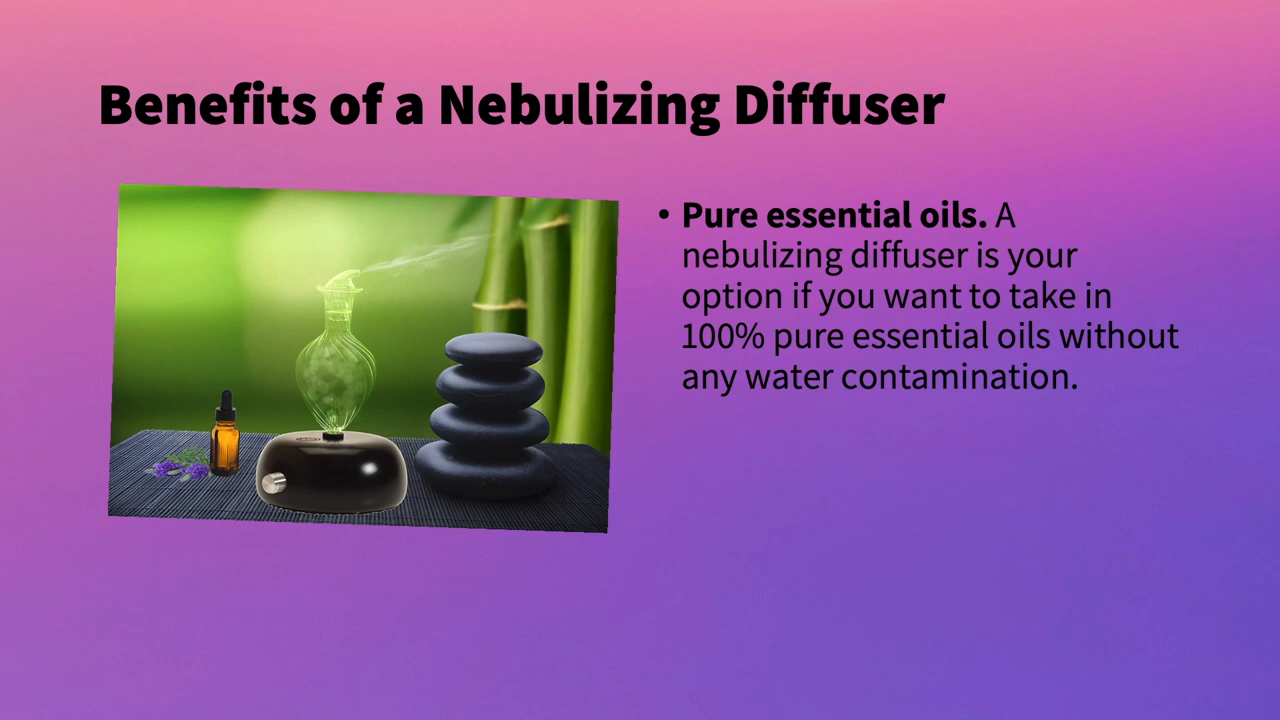 Benefits of a Nebulizing Diffuser
• Pure essential oils. A
nebulizing diffuser is your
option if you want to take in
100% pure essential oils without
any water contamination.